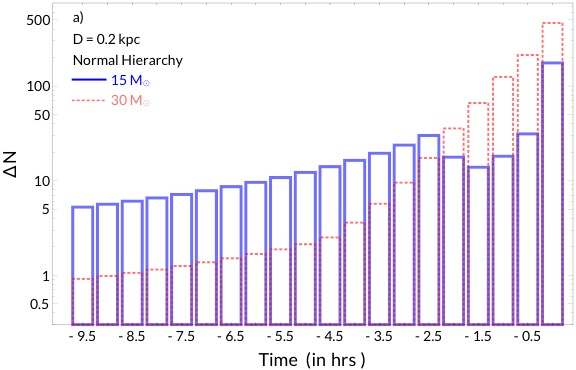 a)
D = 0.2 kpc
Normal Hierarchy
15 M☉
30 M☉
ΔN
500
100
50
10
5
1
0.5
- 9.5 - 8.5 - 7.5 - 6.5 - 5.5 - 4.5 - 3.5 - 2.5 - 1.5 - 0.5
Time (in hrs )